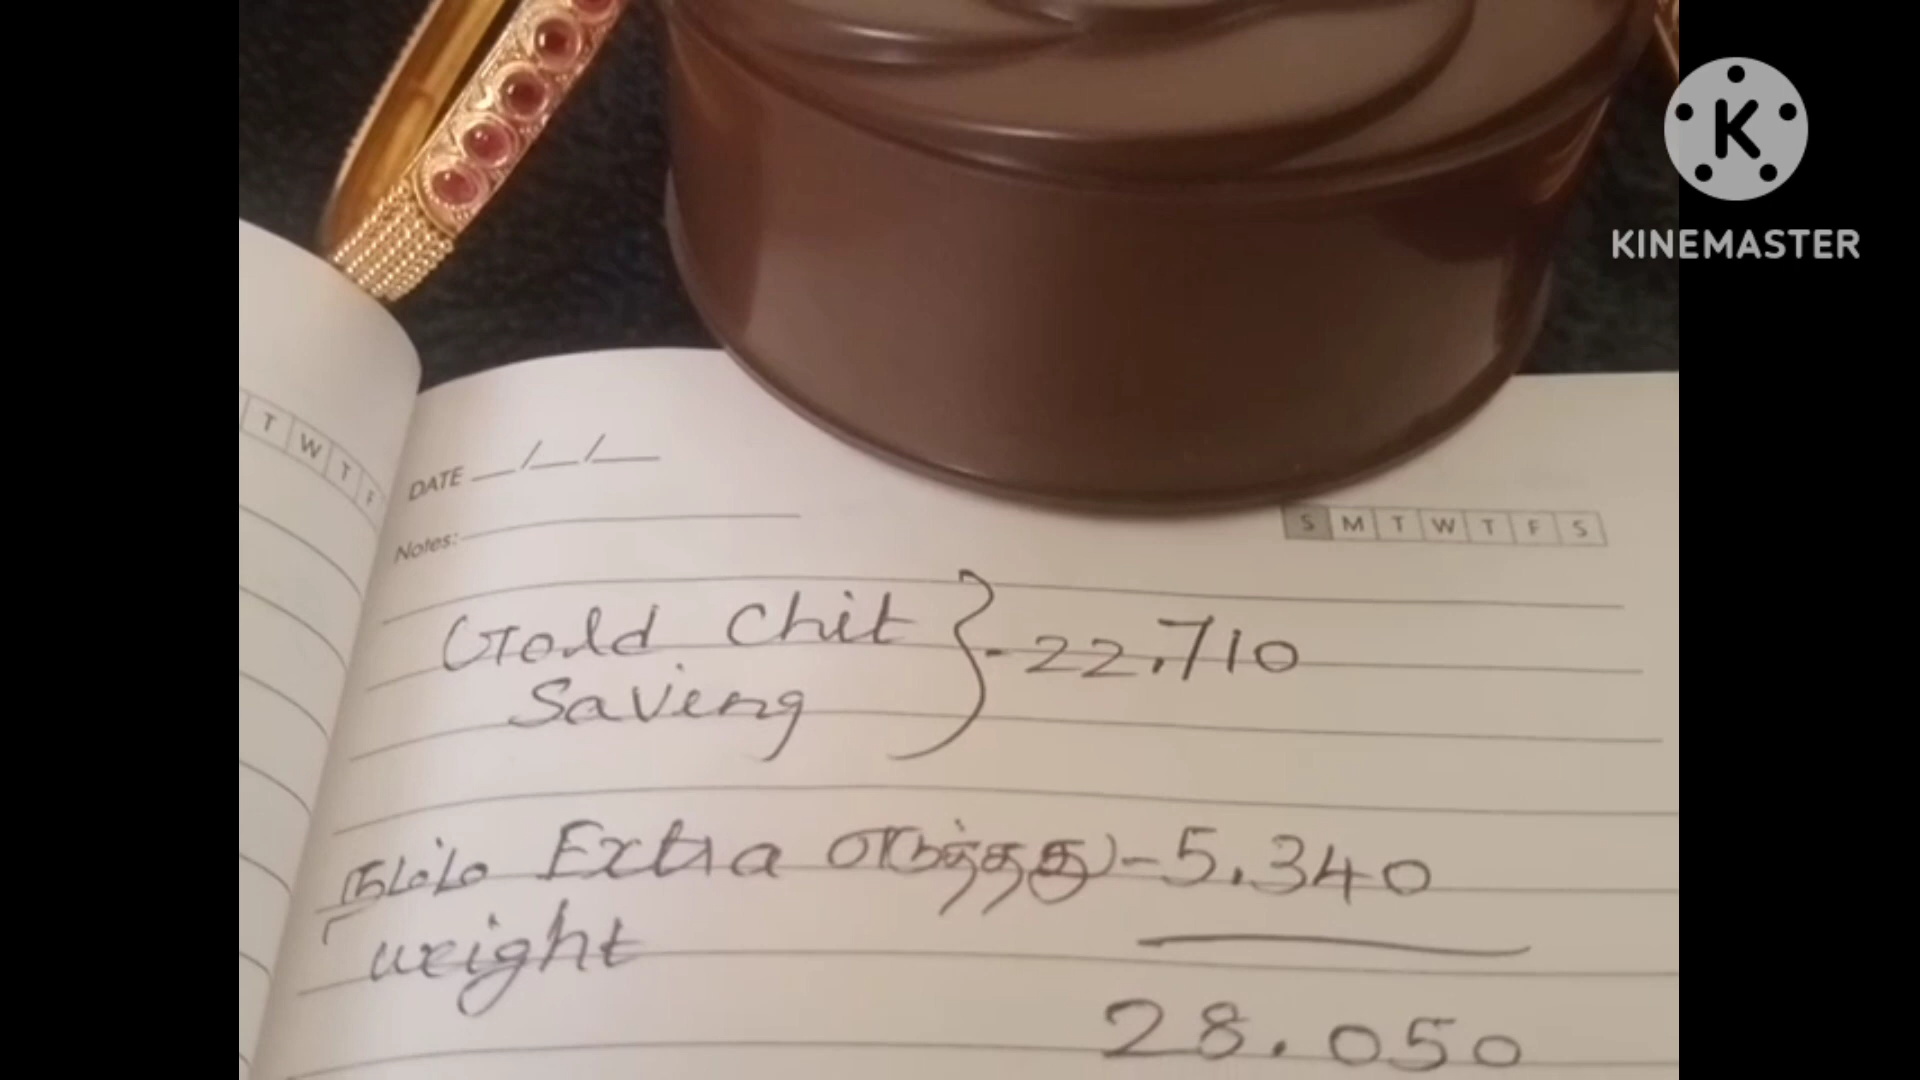 KINEMASTER
T W T F
DATE __/__/__
Notes:
S M T W T F S
Gold Chit } - 22.710
Saving
நம்ம Extra எடுத்தது - 5.340
weight
28.050